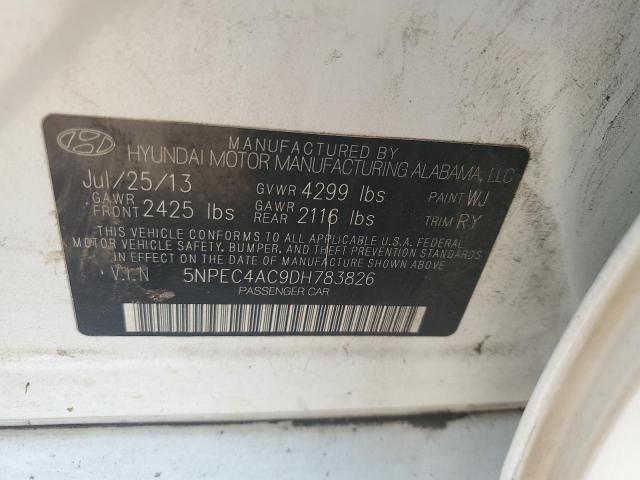 MANUFACTURED BY
HYUNDAI MOTOR MANUFACTURING ALABAMA, LLC
Jul/25/13 GVWR 4299 lbs PAINT WJ
GAWR FRONT 2425 lbs GAWR REAR 2116 lbs TRIM RY
THIS VEHICLE CONFORMS TO ALL APPLICABLE U.S.A. FEDERAL
MOTOR VEHICLE SAFETY, BUMPER, AND THEFT PREVENTION STANDARDS
IN EFFECT ON THE DATE OF MANUFACTURE SHOWN ABOVE.
V.I.N 5NPEC4AC9DH783826
PASSENGER CAR